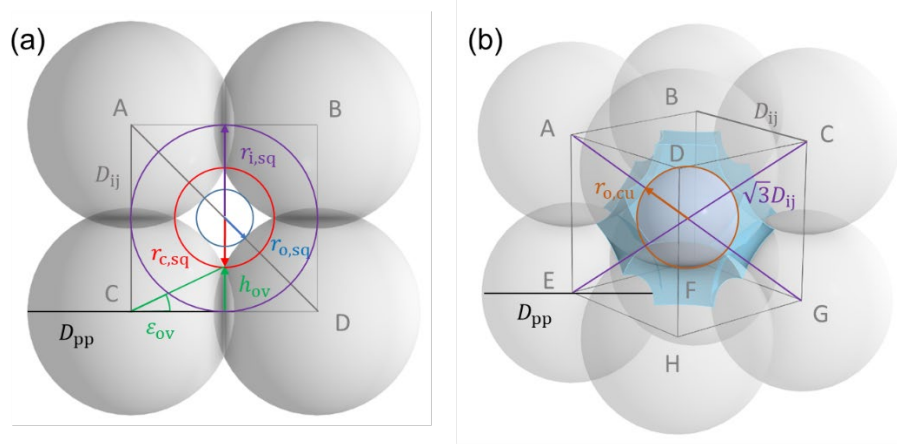 (a)
A
B
D_ij
r_i,sq
r_c,sq
r_o,sq
h_ov
C
D
ε_ov
D_pp
(b)
B
D_ij
A
C
D
r_o,cu
√3D_ij
E
F
G
D_pp
H